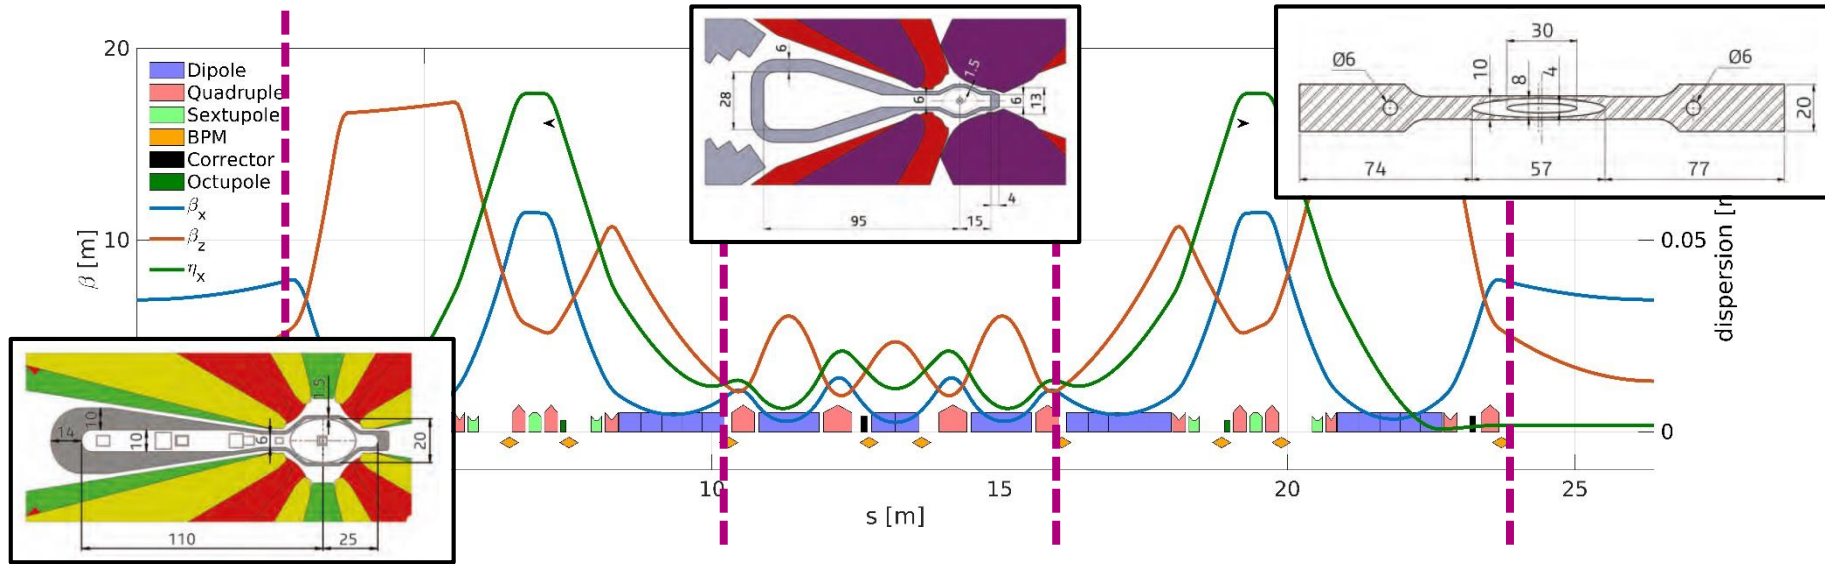 20
10
β [m]
Dipole
Quadruple
Sextupole
BPM
Corrector
Octupole
βx
βz
ηx
6
28
6
1.5
6
13
4
95
15
30
Ø6
10
8
4
Ø6
20
74
57
77
0.05
0
dispersion [
10
14
10
6
1.5
20
110
25
10
15
20
25
s [m]